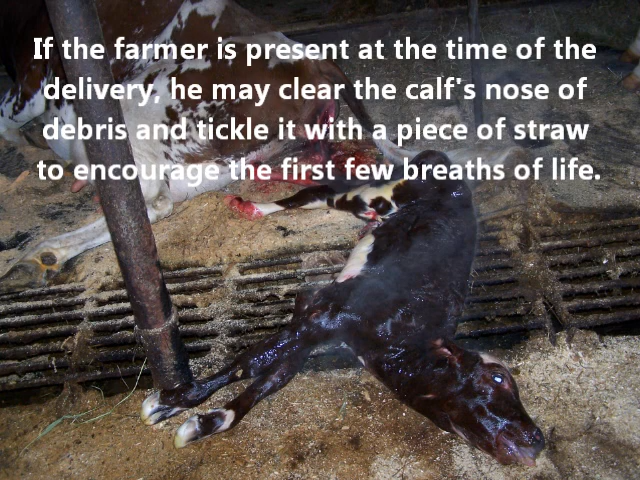 If the farmer is present at the time of the
delivery, he may clear the calf's nose of
debris and tickle it with a piece of straw
to encourage the first few breaths of life.